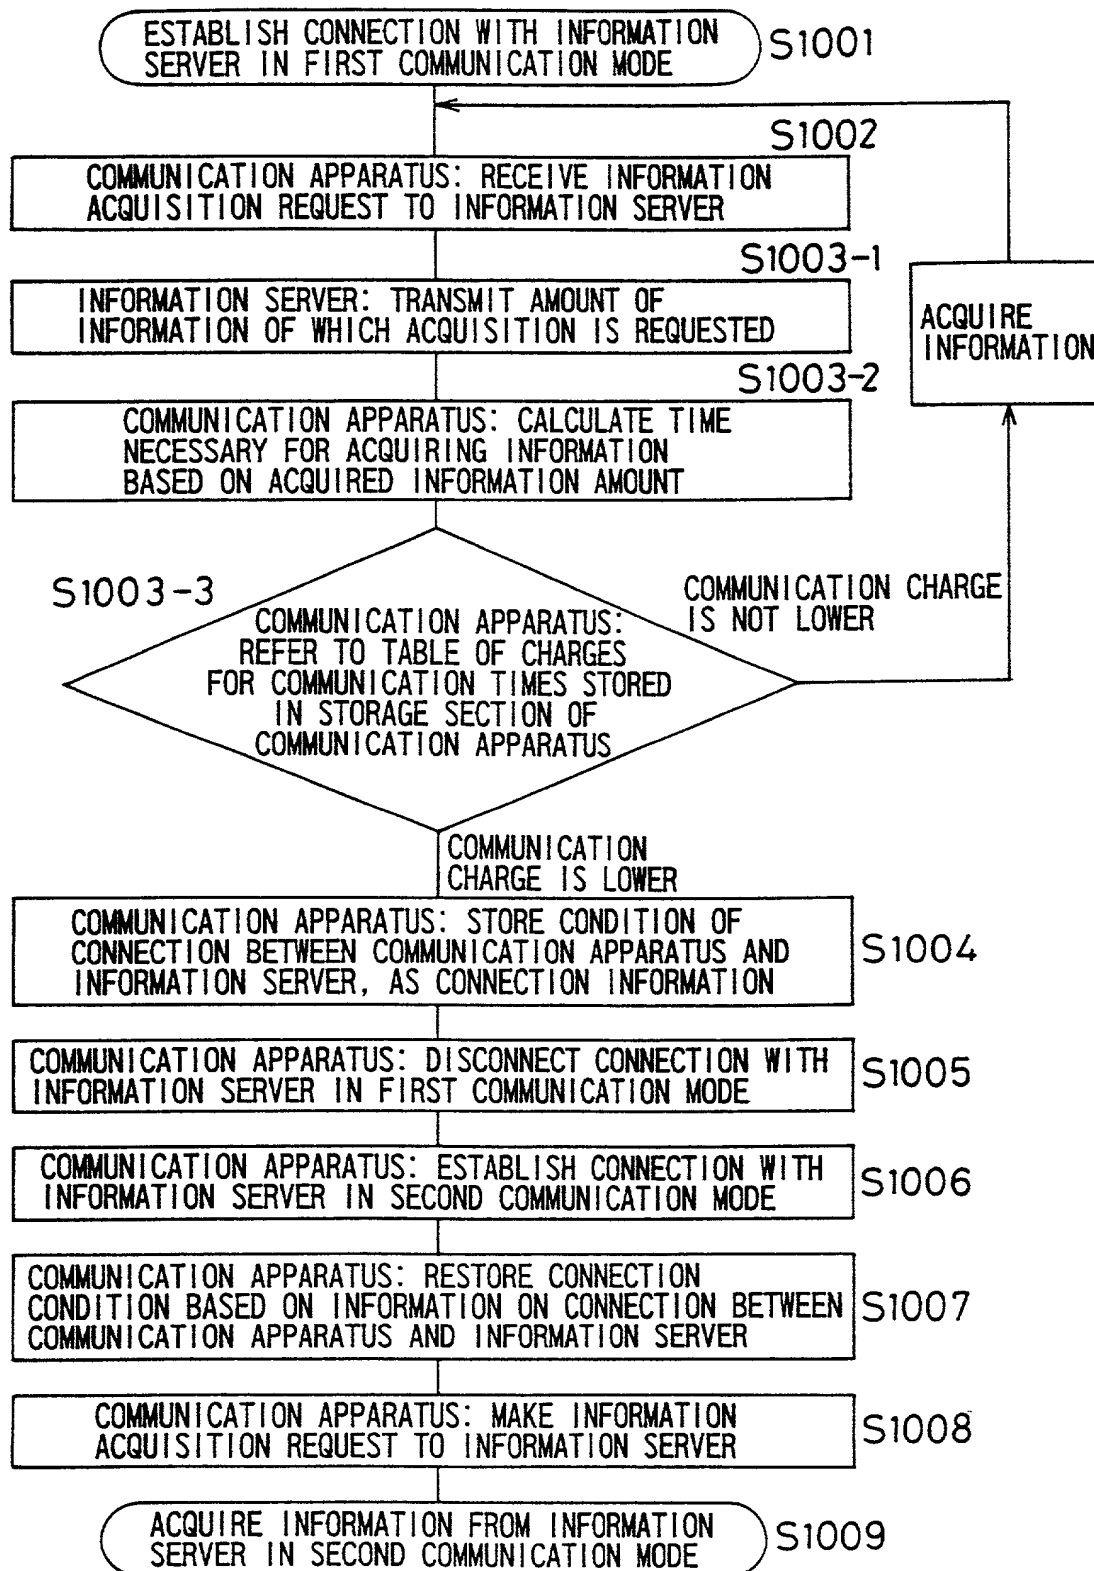 ESTABLISH CONNECTION WITH INFORMATION
SERVER IN FIRST COMMUNICATION MODE
S1001
S1002
COMMUNICATION APPARATUS: RECEIVE INFORMATION
ACQUISITION REQUEST TO INFORMATION SERVER
S1003-1
INFORMATION SERVER: TRANSMIT AMOUNT OF
INFORMATION OF WHICH ACQUISITION IS REQUESTED
ACQUIRE
INFORMATION
S1003-2
COMMUNICATION APPARATUS: CALCULATE TIME
NECESSARY FOR ACQUIRING INFORMATION
BASED ON ACQUIRED INFORMATION AMOUNT
S1003-3
COMMUNICATION APPARATUS:
REFER TO TABLE OF CHARGES
FOR COMMUNICATION TIMES STORED
IN STORAGE SECTION OF
COMMUNICATION APPARATUS
COMMUNICATION CHARGE
IS NOT LOWER
COMMUNICATION
CHARGE IS LOWER
COMMUNICATION APPARATUS: STORE CONDITION OF
CONNECTION BETWEEN COMMUNICATION APPARATUS AND
INFORMATION SERVER, AS CONNECTION INFORMATION
S1004
COMMUNICATION APPARATUS: DISCONNECT CONNECTION WITH
INFORMATION SERVER IN FIRST COMMUNICATION MODE
S1005
COMMUNICATION APPARATUS: ESTABLISH CONNECTION WITH
INFORMATION SERVER IN SECOND COMMUNICATION MODE
S1006
COMMUNICATION APPARATUS: RESTORE CONNECTION
CONDITION BASED ON INFORMATION ON CONNECTION BETWEEN
COMMUNICATION APPARATUS AND INFORMATION SERVER
S1007
COMMUNICATION APPARATUS: MAKE INFORMATION
ACQUISITION REQUEST TO INFORMATION SERVER
S1008
ACQUIRE INFORMATION FROM INFORMATION
SERVER IN SECOND COMMUNICATION MODE
S1009